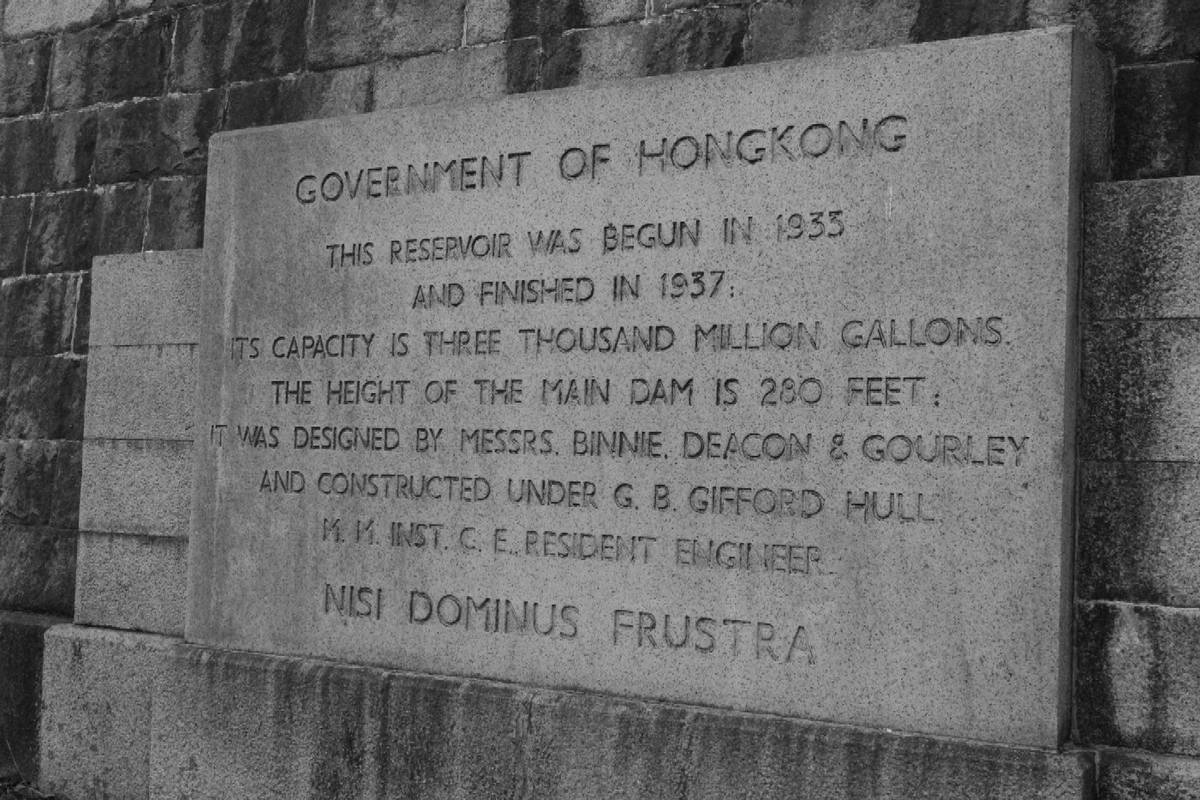 GOVERNMENT OF HONGKONG
THIS RESERVOIR WAS BEGUN IN 1933
AND FINISHED IN 1937;
ITS CAPACITY IS THREE THOUSAND MILLION GALLONS.
THE HEIGHT OF THE MAIN DAM IS 280 FEET;
IT WAS DESIGNED BY MESSRS. BINNIE, DEACON & GOURLEY
AND CONSTRUCTED UNDER G. B. GIFFORD HULL.
M. M. INST. C. E., RESIDENT ENGINEER.
NISI DOMINUS FRUSTRA